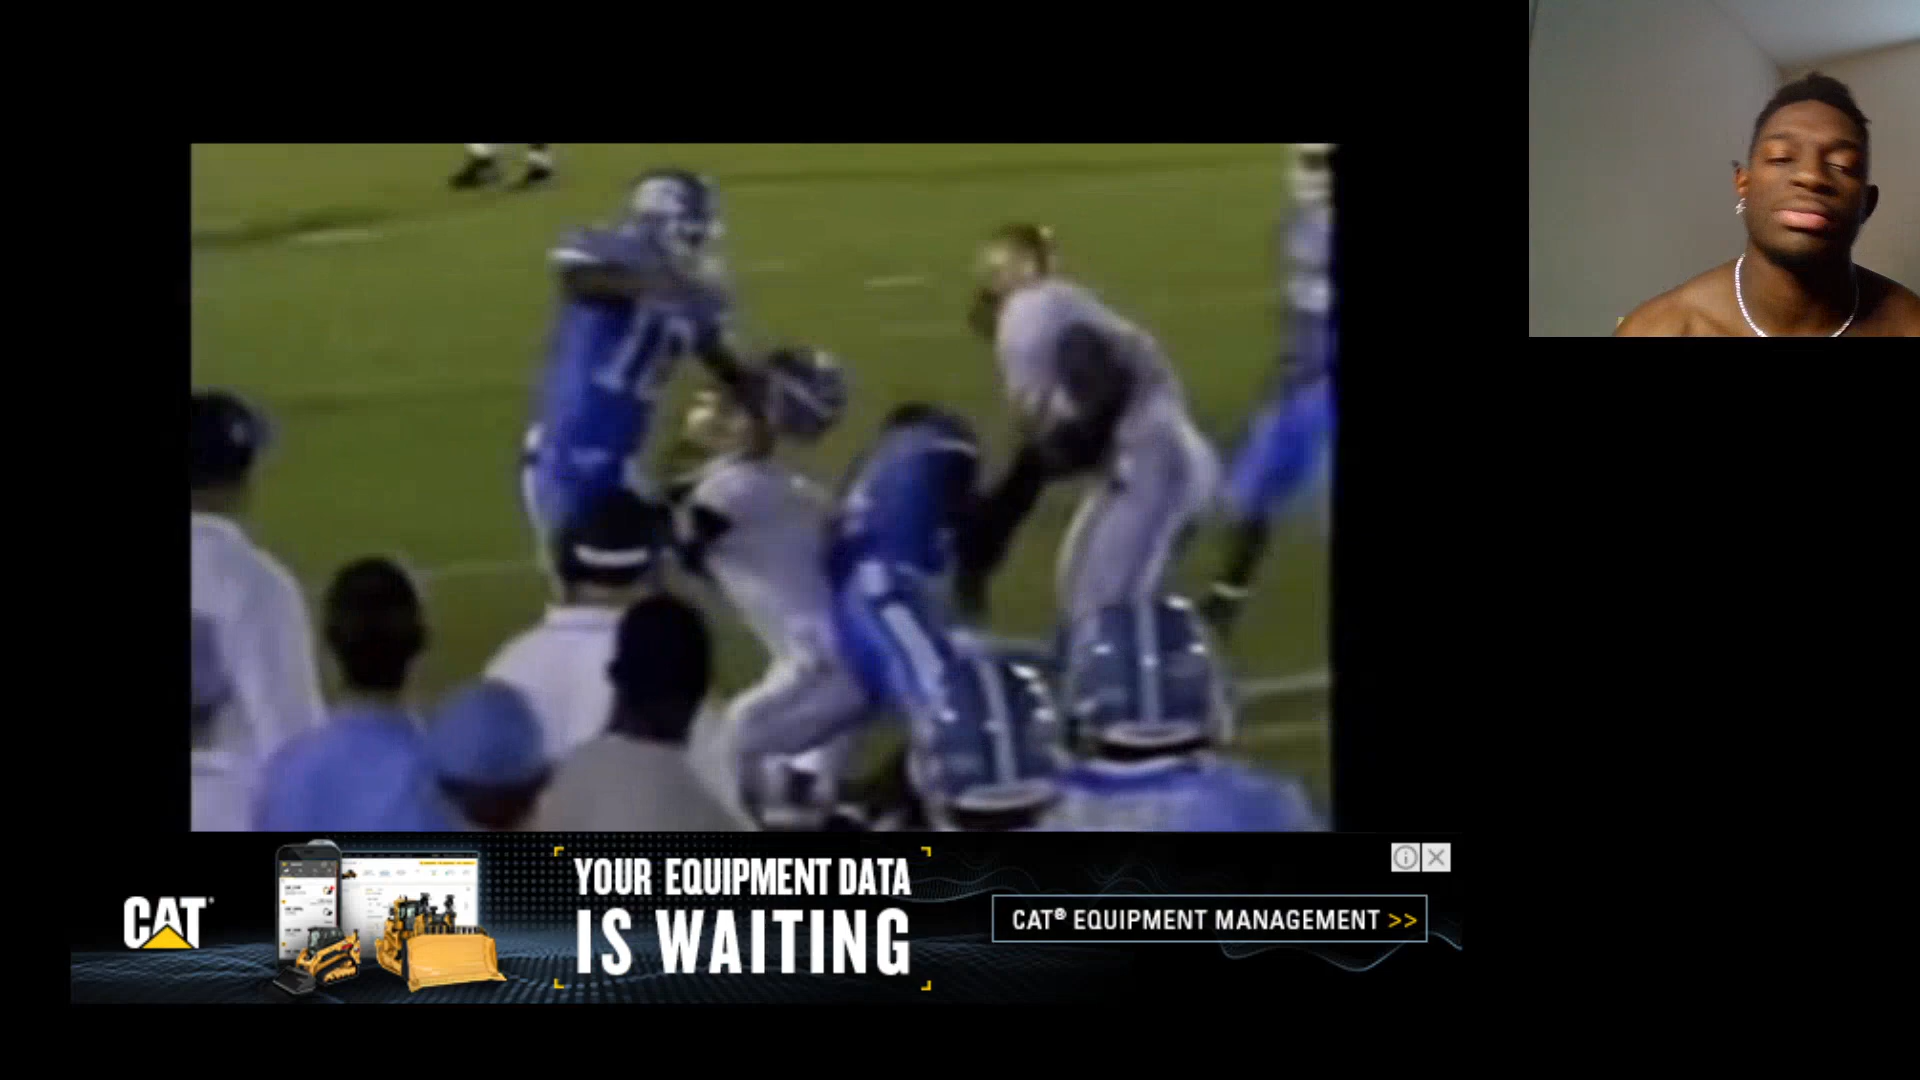 CAT®
YOUR EQUIPMENT DATA
IS WAITING
CAT® EQUIPMENT MANAGEMENT >>